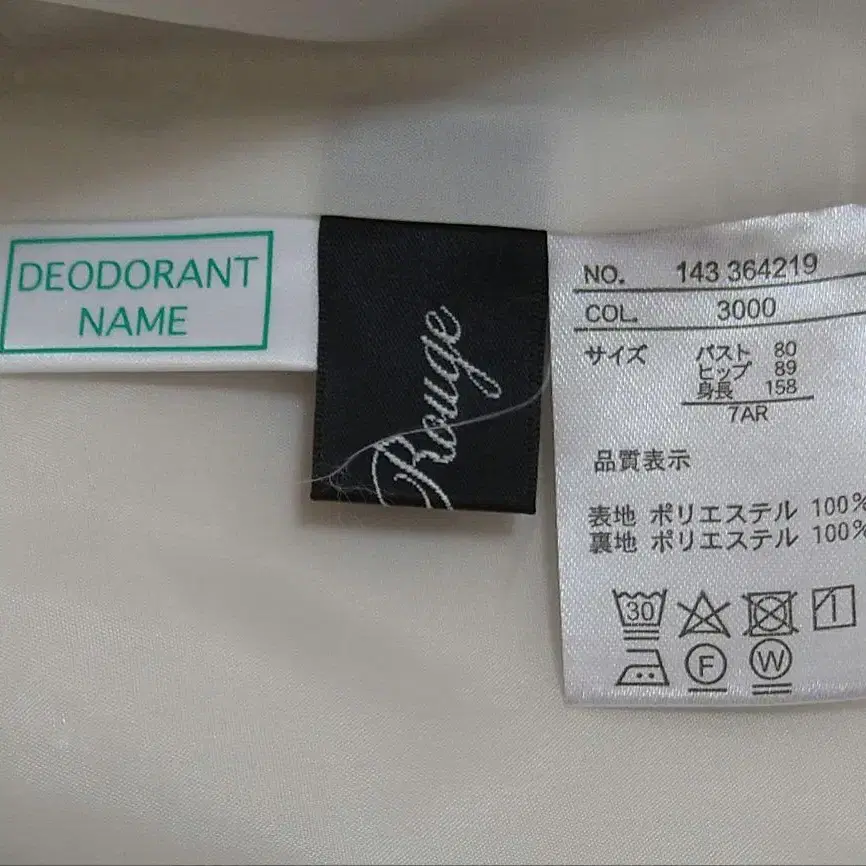 DEODORANT
NAME
Rouge
NO. 143 364219
COL. 3000
サイズ バスト 80
ヒップ 89
身長 158
7AR
品質表示
表地 ポリエステル 100%
裏地 ポリエステル 100%
30
F W